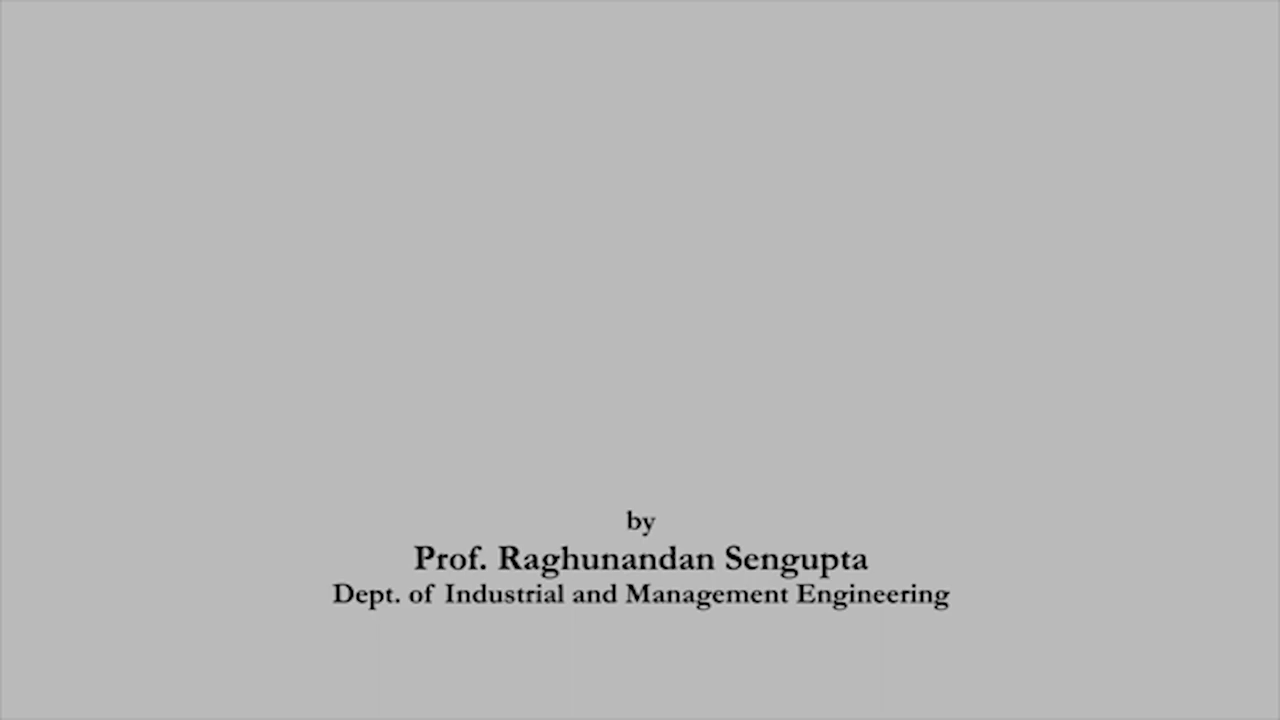 by
Prof. Raghunandan Sengupta
Dept. of Industrial and Management Engineering